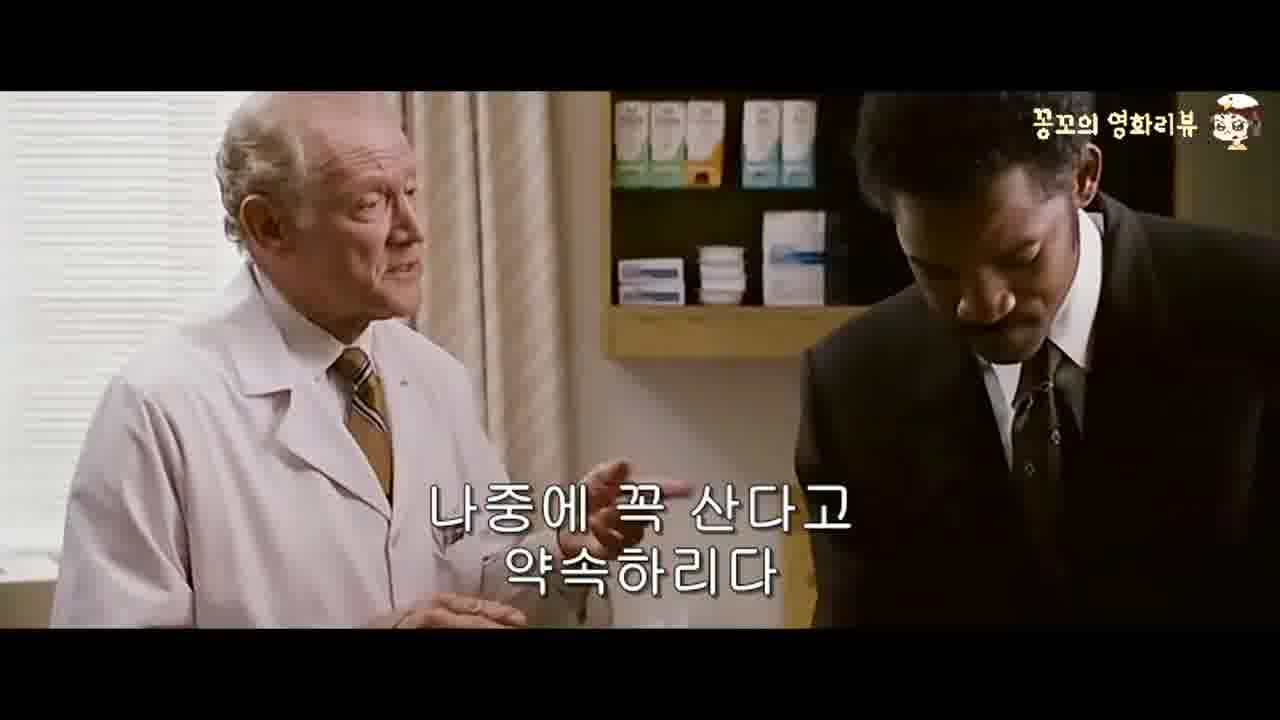 꽁꼬의 영화리뷰
나중에 꼭 산다고
약속하리다